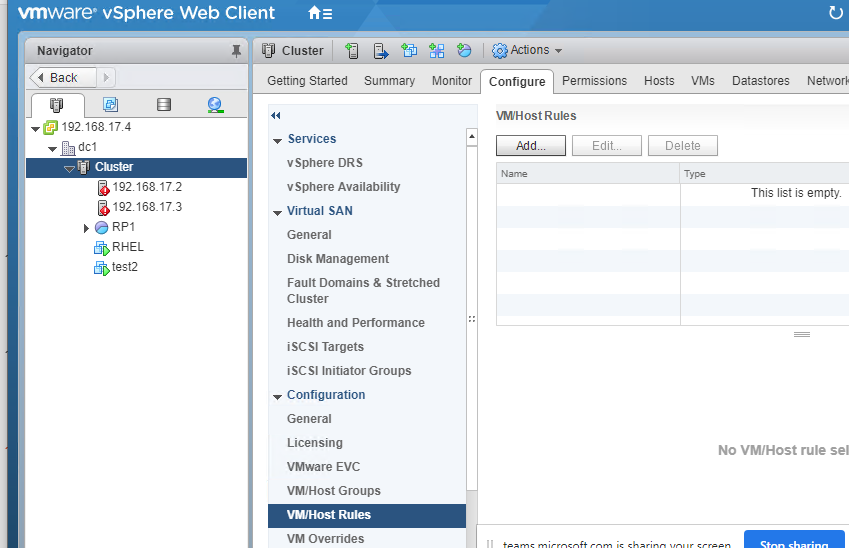 vmware® vSphere Web Client
Navigator
Back
192.168.17.4
dc1
Cluster
192.168.17.2
192.168.17.3
RP1
RHEL
test2
Cluster
Actions
Getting Started Summary Monitor Configure Permissions Hosts VMs Datastores Network
Services
vSphere DRS
vSphere Availability
Virtual SAN
General
Disk Management
Fault Domains & Stretched
Cluster
Health and Performance
iSCSI Targets
iSCSI Initiator Groups
Configuration
General
Licensing
VMware EVC
VM/Host Groups
VM/Host Rules
VM Overrides
VM/Host Rules
Add... Edit... Delete
Name Type
This list is empty.
No VM/Host rule sel
teams.microsoft.com is sharing your screen.
Stop sharing